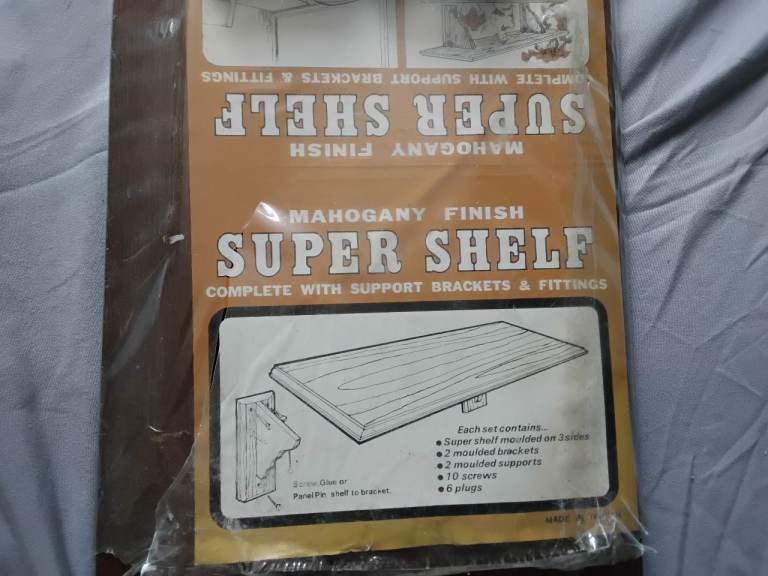 COMPLETE WITH SUPPORT BRACKETS & FITTINGS
SUPER SHELF
MAHOGANY FINISH
MAHOGANY FINISH
SUPER SHELF
COMPLETE WITH SUPPORT BRACKETS & FITTINGS
Each set contains...
● Super shelf moulded on 3 sides
● 2 moulded brackets
● 2 moulded supports
● 10 screws
● 6 plugs
Screw, Glue or
Panel Pin shelf to bracket.
MADE IN